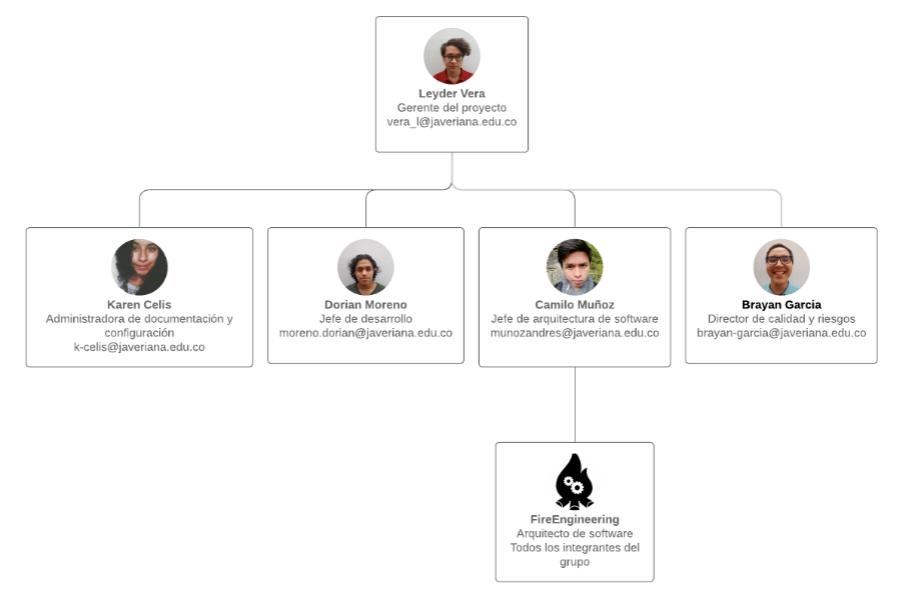 Leyder Vera
Gerente del proyecto
vera_l@javeriana.edu.co
Karen Celis
Administradora de documentación y
configuración
k-celis@javeriana.edu.co
Dorian Moreno
Jefe de desarrollo
moreno.dorian@javeriana.edu.co
Camilo Muñoz
Jefe de arquitectura de software
munozandres@javeriana.edu.co
Brayan Garcia
Director de calidad y riesgos
brayan-garcia@javeriana.edu.co
FireEngineering
Arquitecto de software
Todos los integrantes del
grupo